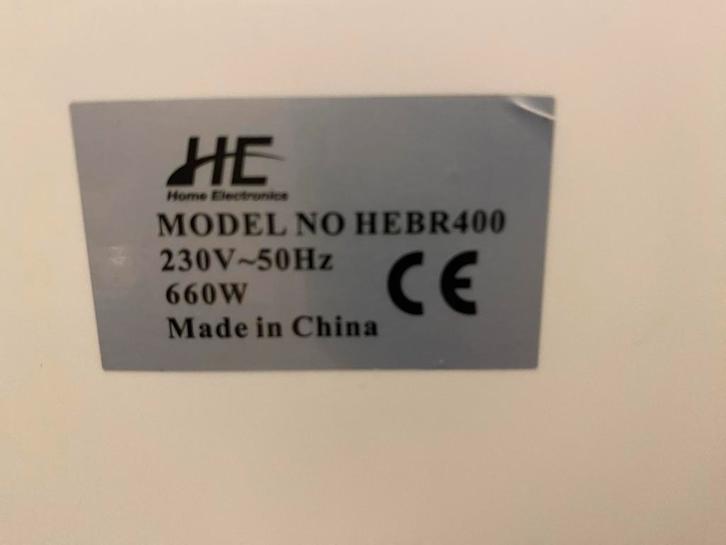 HE
Home Electronics
MODEL NO HEBR400
230V~50Hz
660W
CE
Made in China